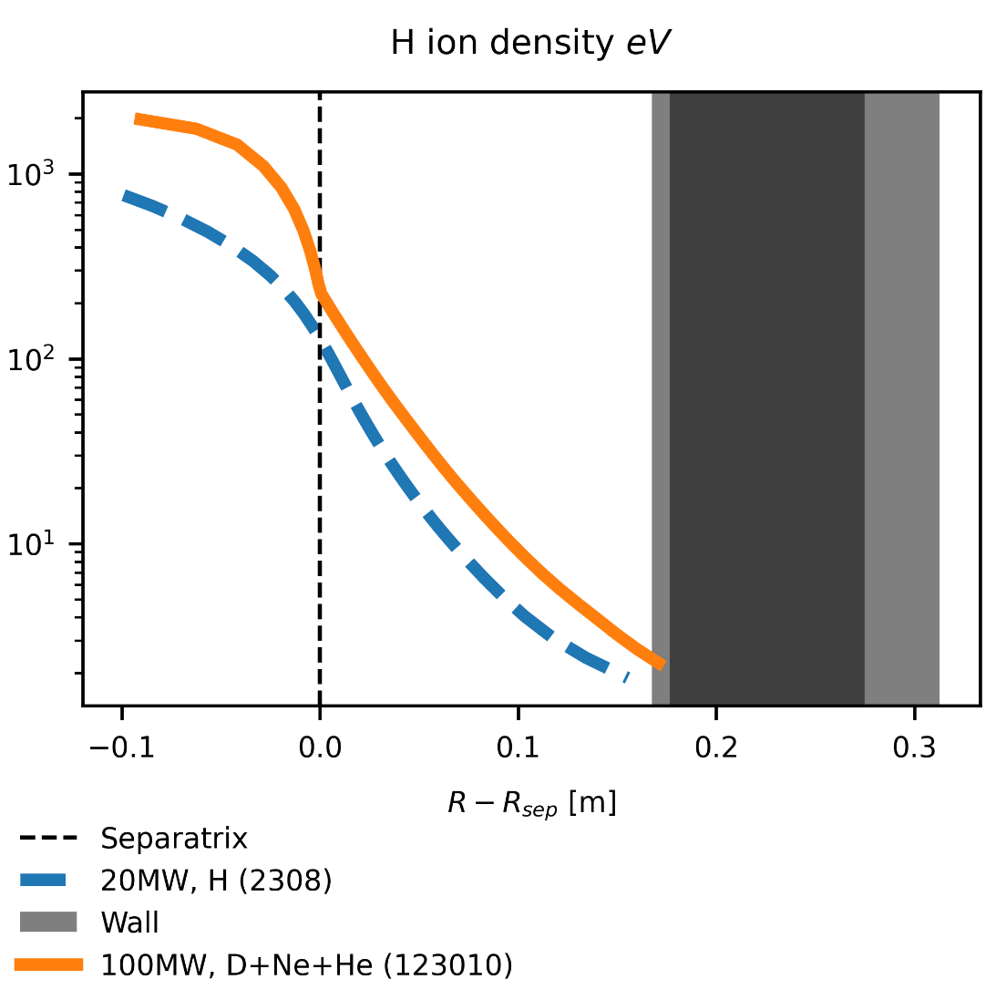 H ion density eV
10³
10²
10¹
−0.1 0.0 0.1 0.2 0.3
R − R_sep [m]
Separatrix
20MW, H (2308)
Wall
100MW, D+Ne+He (123010)